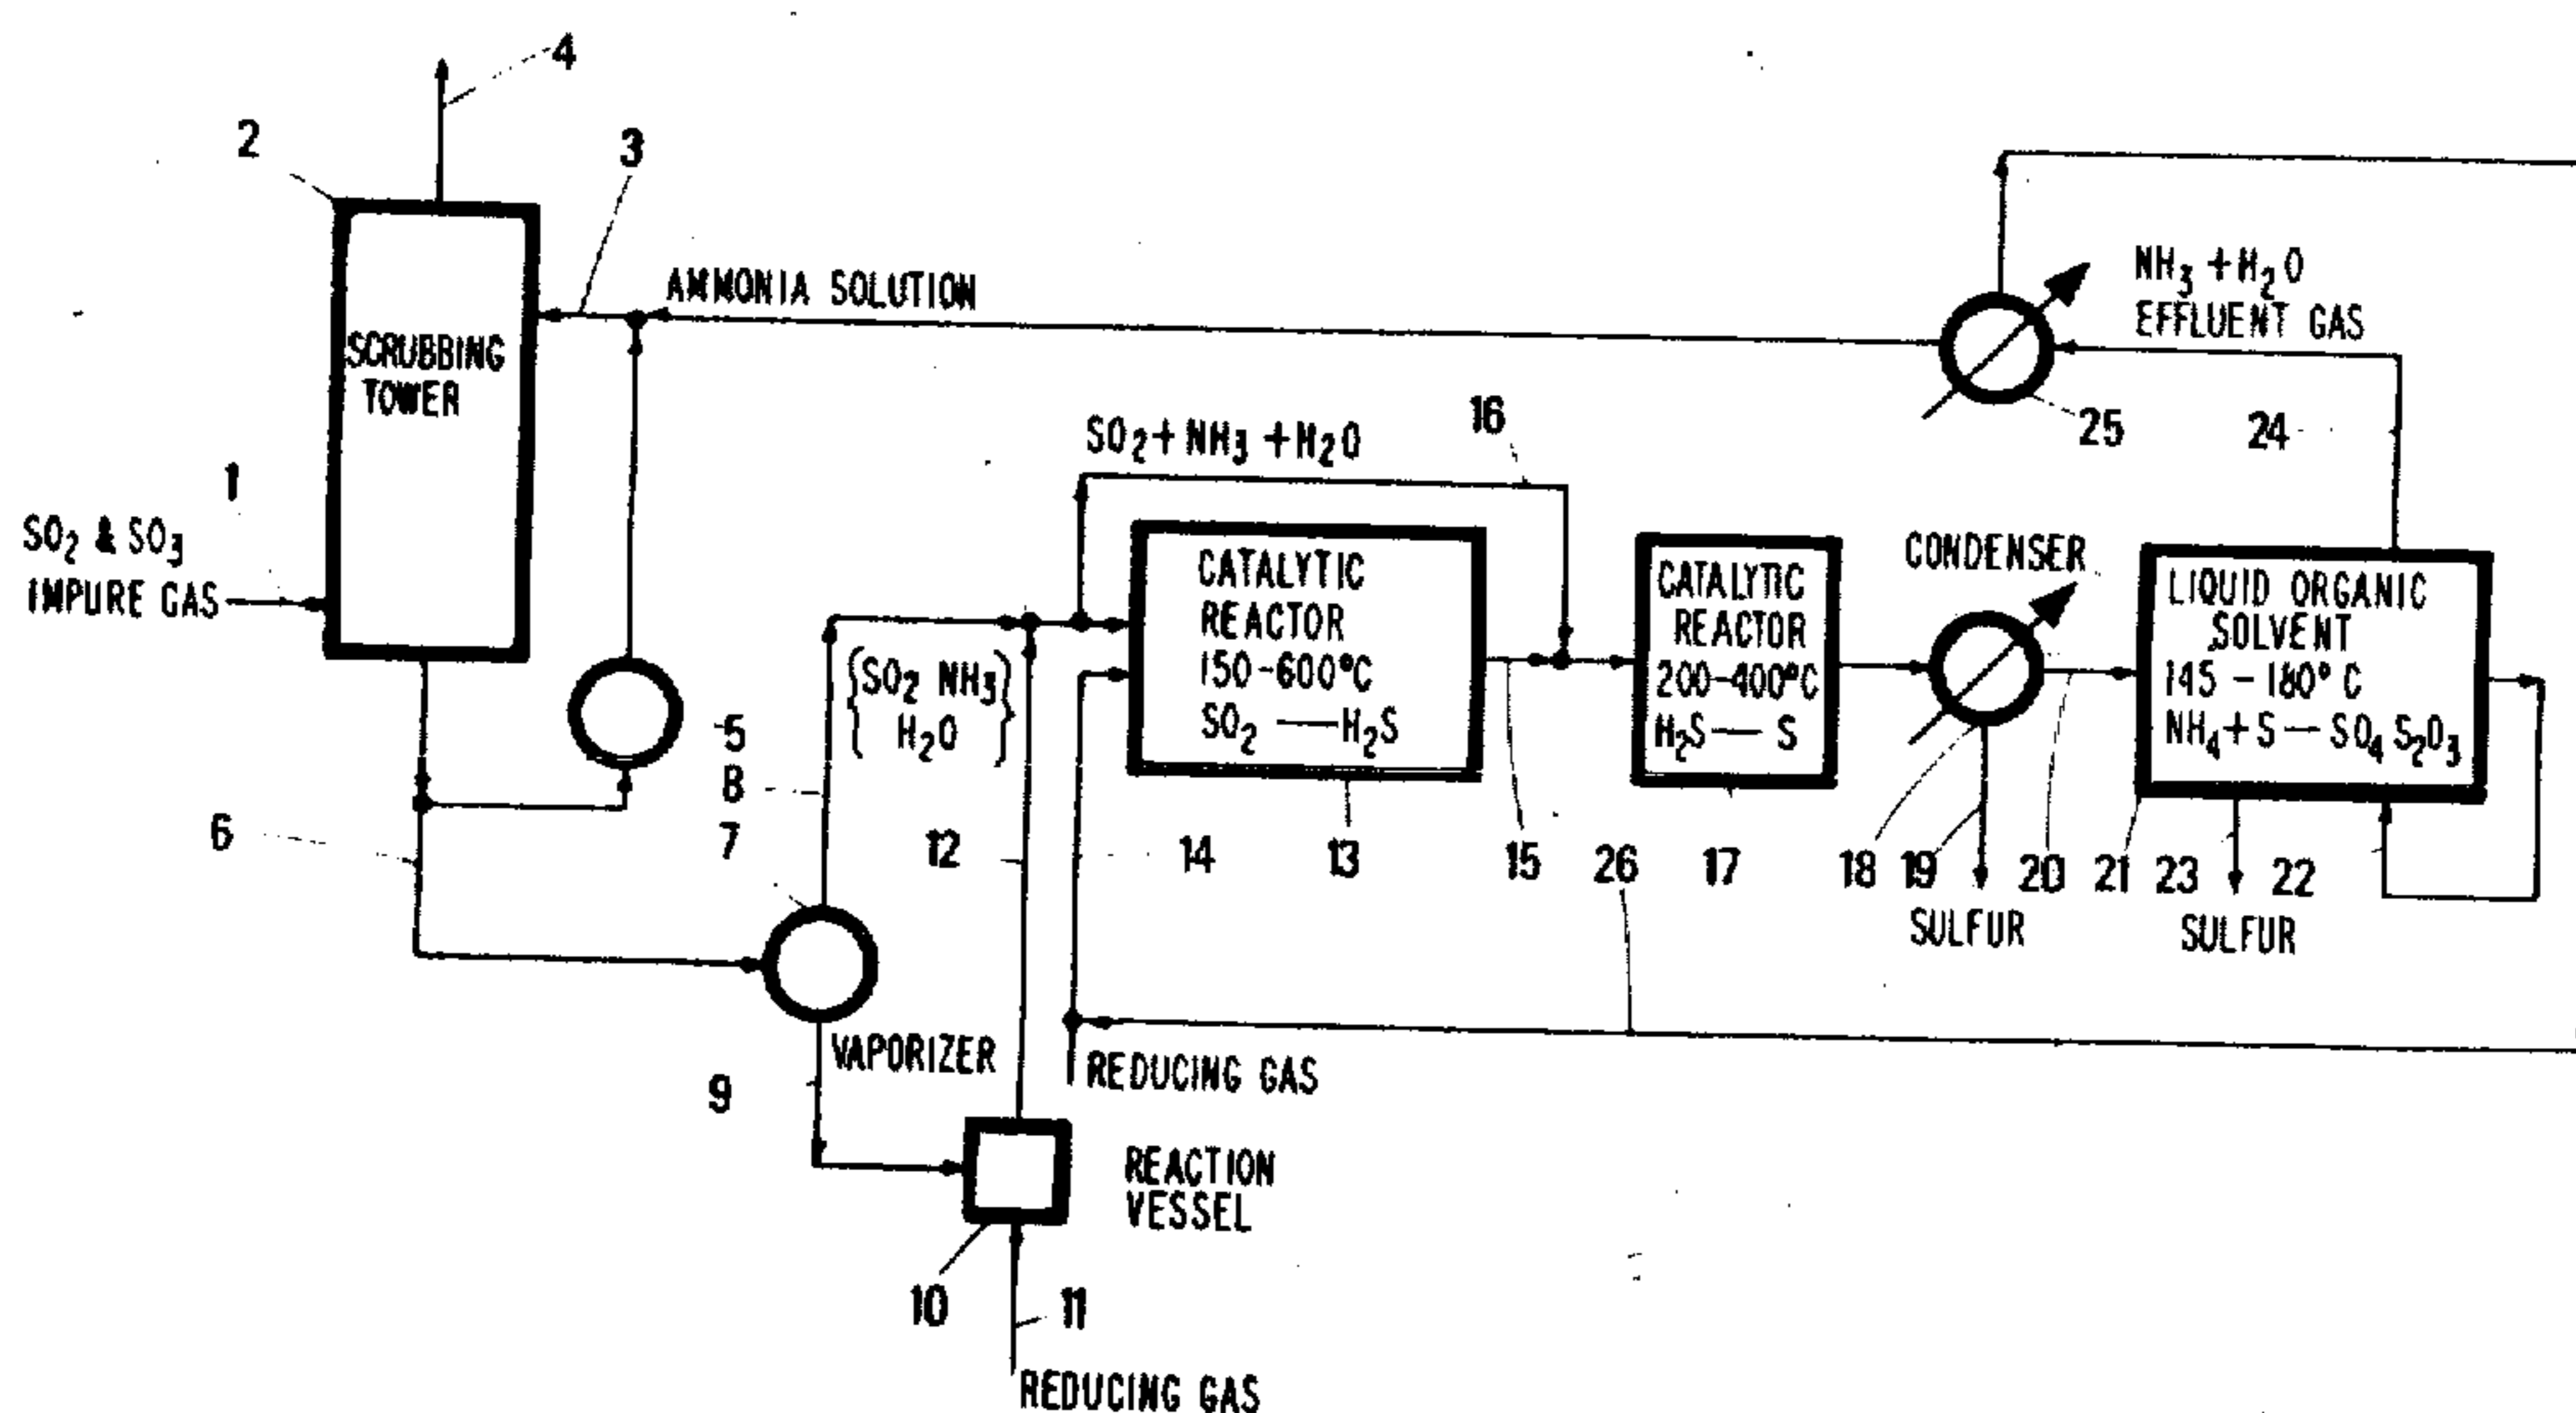 4
2
3
AMMONIA SOLUTION
NH₃ + H₂O
EFFLUENT GAS
SCRUBBING
TOWER
25
24
16
SO₂ + NH₃ + H₂O
1
SO₂ & SO₃
IMPURE GAS
CATALYTIC
REACTOR
150-600°C
SO₂ — H₂S
CATALYTIC
REACTOR
200-400°C
H₂S — S
CONDENSER
LIQUID ORGANIC
SOLVENT
145 - 180° C
NH₄ + S — SO₄ S₂O₃
{SO₂ NH₃}
{H₂O}
5
8
7
6
12
14
13
15
26
17
18
19
20
21
23
22
SULFUR
SULFUR
VAPORIZER
9
REDUCING GAS
REACTION
VESSEL
10
11
REDUCING GAS